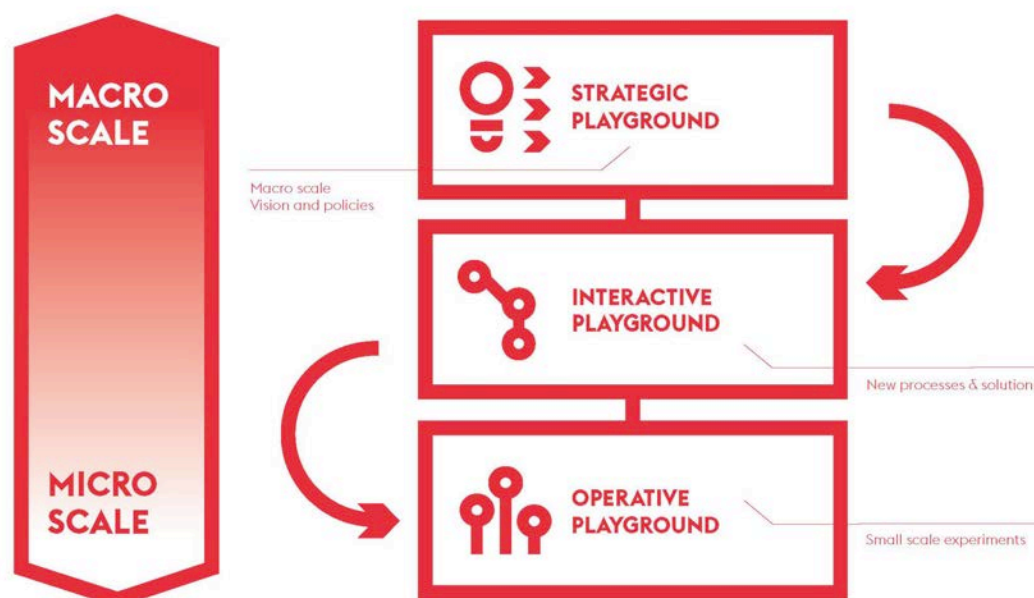 MACRO
SCALE
STRATEGIC
PLAYGROUND
Macro scale
Vision and policies
INTERACTIVE
PLAYGROUND
New processes & solution
MICRO
SCALE
OPERATIVE
PLAYGROUND
Small scale experiments